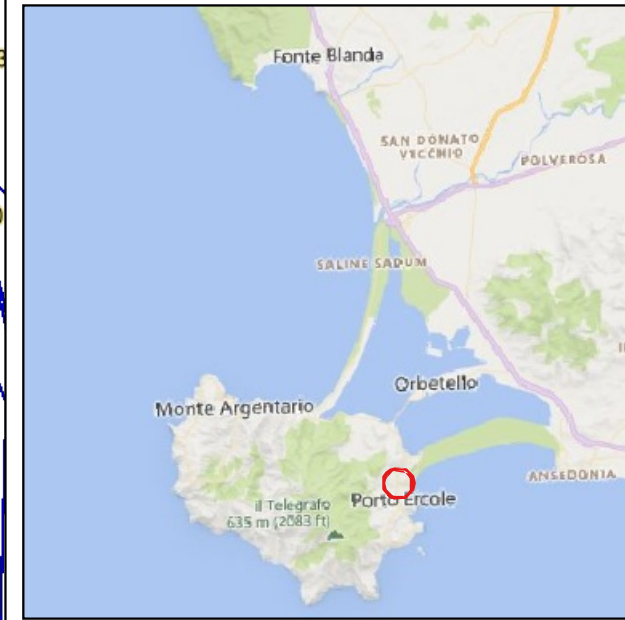 Fonte Blanda
SAN DONATO
VECCHIO
POLVEROSA
SALINE SADUM
Orbetello
Monte Argentario
ANSEDONIA
il Telegrafo
635 m (2083 ft)
Porto Ercole